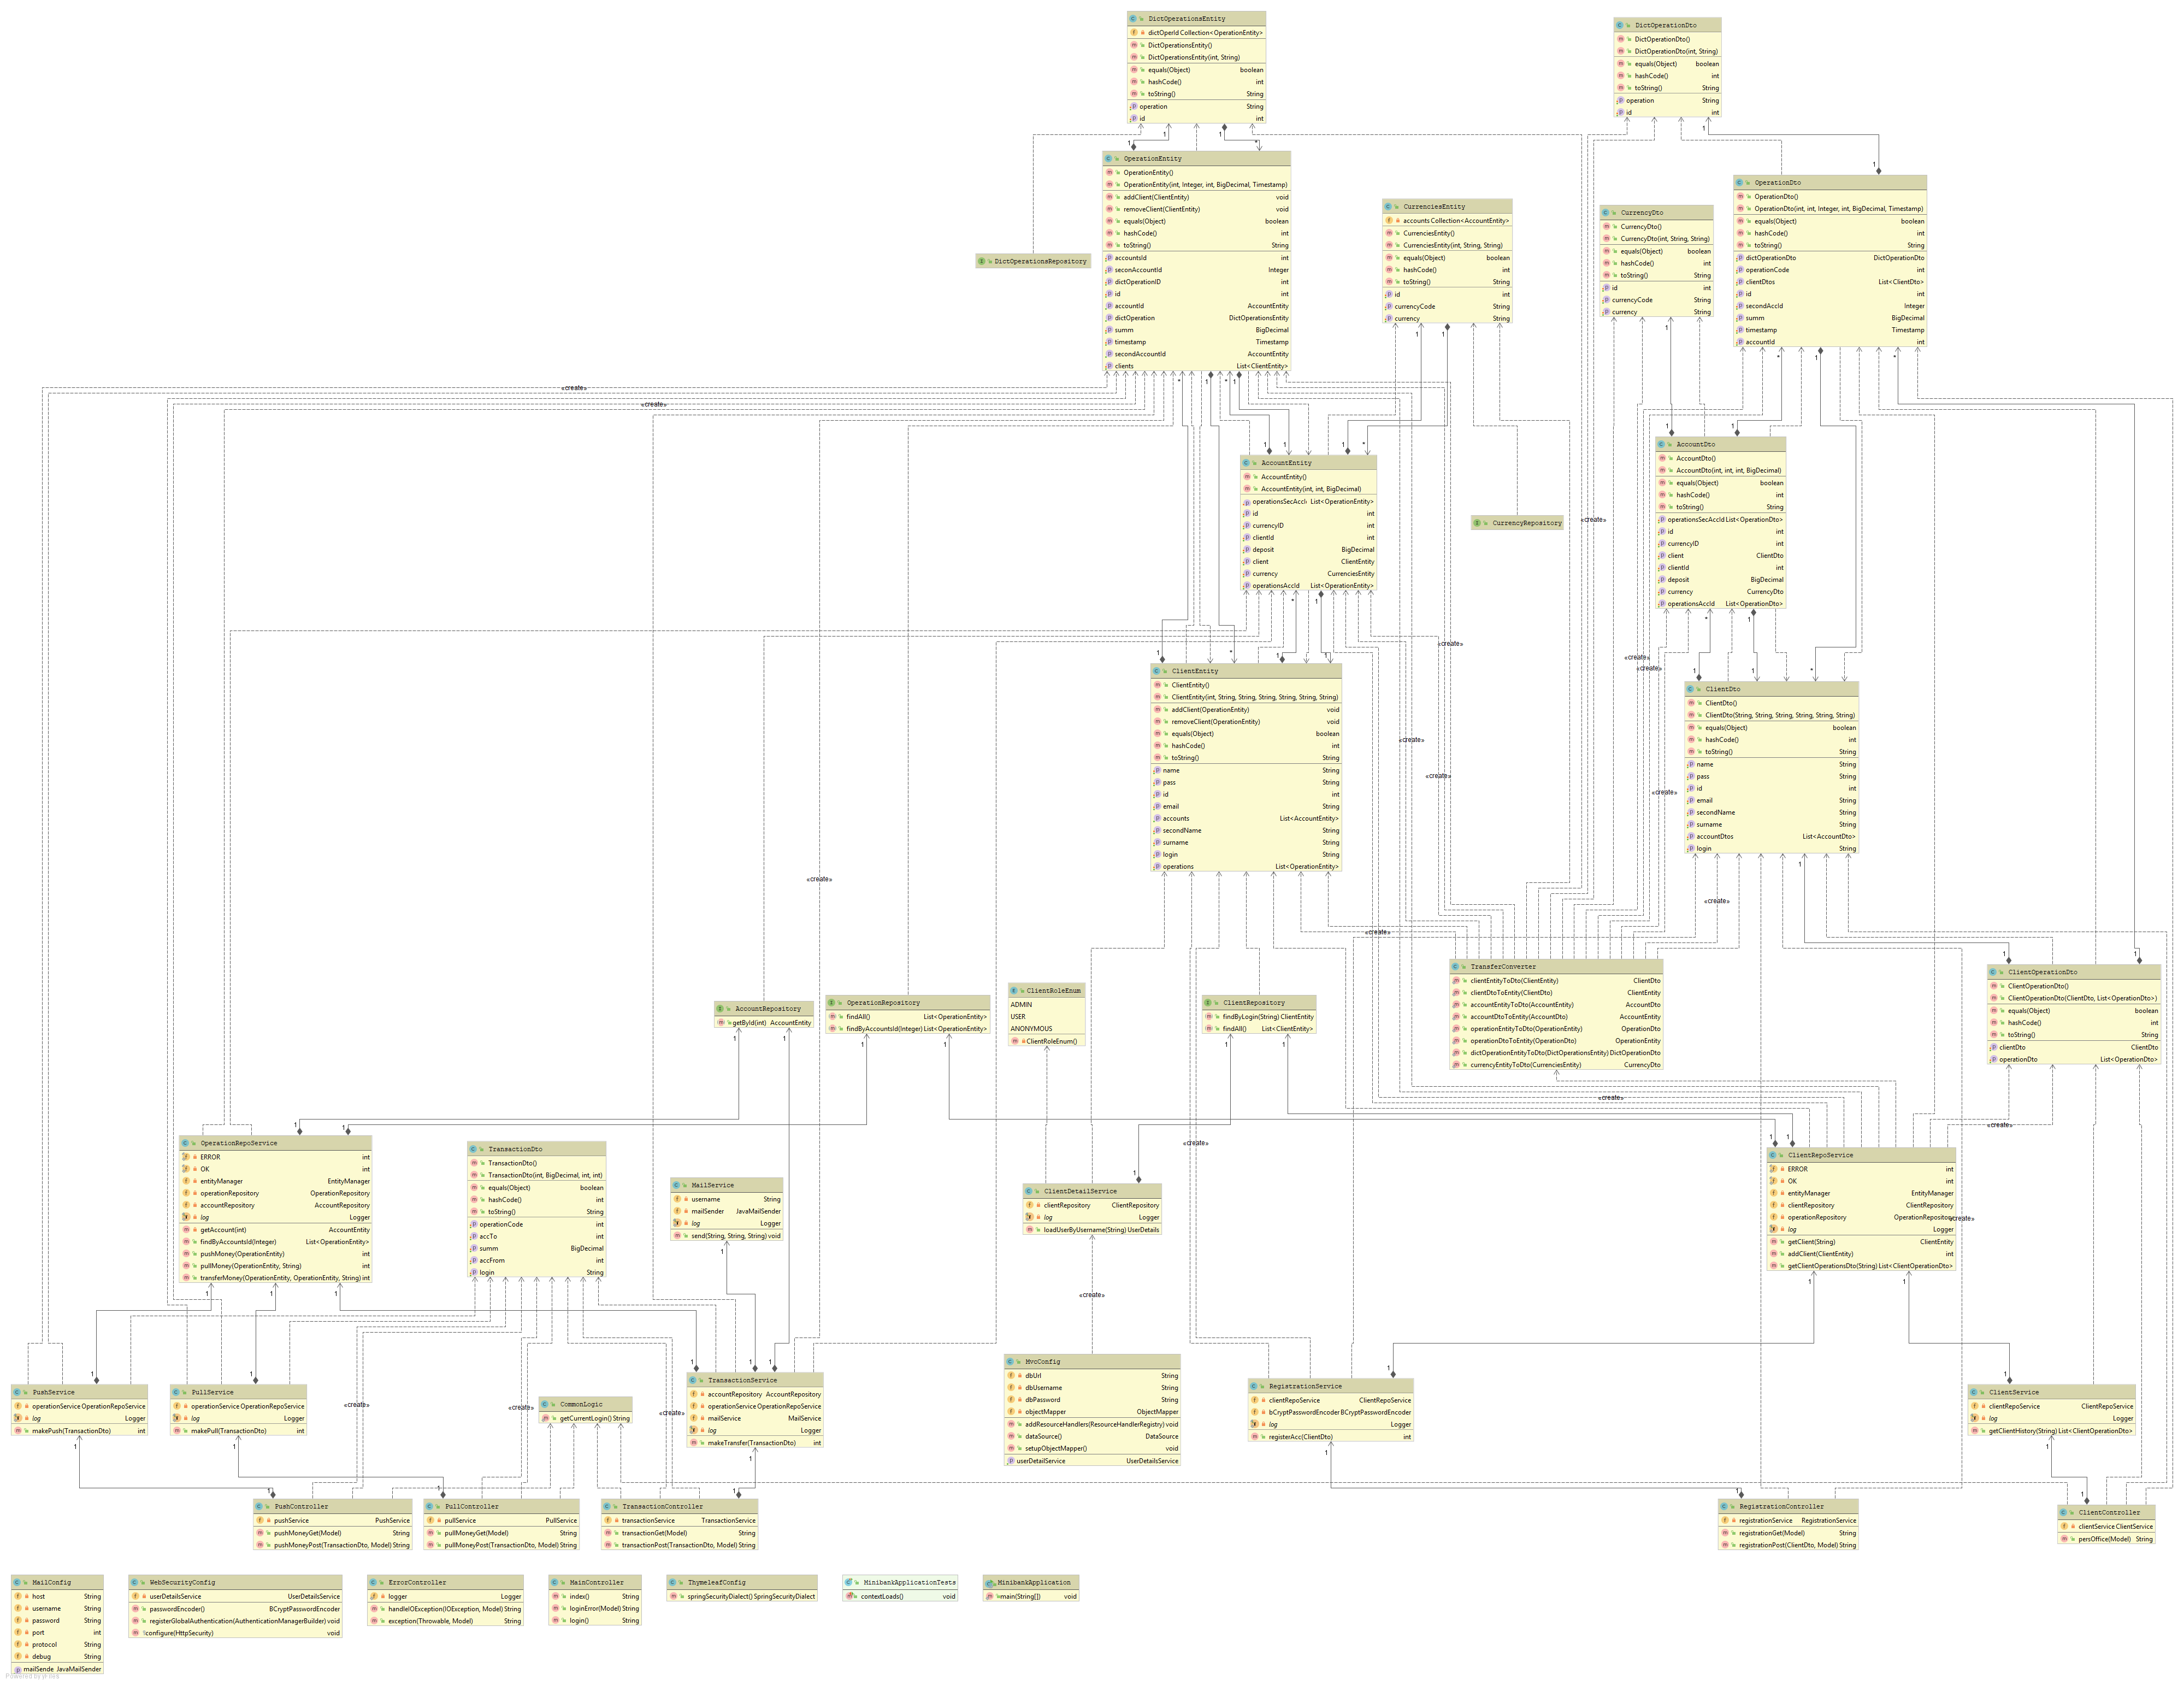 DictOperationsEntity
dictOperId Collection<OperationEntity>
DictOperationsEntity()
DictOperationsEntity(int, String)
equals(Object) boolean
hashCode() int
toString() String
operation String
id int
DictOperationDto
DictOperationDto()
DictOperationDto(int, String)
equals(Object) boolean
hashCode() int
toString() String
operation String
id int
OperationEntity
OperationEntity()
OperationEntity(int, Integer, int, BigDecimal, Timestamp)
addClient(ClientEntity) void
removeClient(ClientEntity) void
equals(Object) boolean
hashCode() int
toString() String
accountsId int
seconAccountId Integer
dictOperationID int
id int
accountId AccountEntity
dictOperation DictOperationsEntity
summ BigDecimal
timestamp Timestamp
secondAccountId AccountEntity
clients List<ClientEntity>
DictOperationsRepository
CurrenciesEntity
accounts Collection<AccountEntity>
CurrenciesEntity()
CurrenciesEntity(int, String, String)
equals(Object) boolean
hashCode() int
toString() String
id int
currencyCode String
currency String
CurrencyDto
CurrencyDto()
CurrencyDto(int, String, String)
equals(Object) boolean
hashCode() int
toString() String
id int
currencyCode String
currency String
OperationDto
OperationDto()
OperationDto(int, int, Integer, int, BigDecimal, Timestamp)
equals(Object) boolean
hashCode() int
toString() String
dictOperationDto DictOperationDto
operationCode int
clientDtos List<ClientDto>
id int
secondAccId Integer
summ BigDecimal
timestamp Timestamp
accountId int
«create»
«create»
AccountEntity
AccountEntity()
AccountEntity(int, int, BigDecimal)
operationsSecAccI List<OperationEntity>
id int
currencyID int
clientId int
deposit BigDecimal
client ClientEntity
currency CurrenciesEntity
operationsAccId List<OperationEntity>
CurrencyRepository
«create»
AccountDto
AccountDto()
AccountDto(int, int, int, BigDecimal)
equals(Object) boolean
hashCode() int
toString() String
operationsSecAccId List<OperationDto>
id int
currencyID int
client ClientDto
clientId int
deposit BigDecimal
currency CurrencyDto
operationsAccId List<OperationDto>
«create»
«create»
«create»
ClientEntity
ClientEntity()
ClientEntity(int, String, String, String, String, String, String)
addClient(OperationEntity) void
removeClient(OperationEntity) void
equals(Object) boolean
hashCode() int
toString() String
name String
pass String
id int
email String
accounts List<AccountEntity>
secondName String
surname String
login String
operations List<OperationEntity>
ClientDto
ClientDto()
ClientDto(String, String, String, String, String, String)
equals(Object) boolean
hashCode() int
toString() String
name String
pass String
id int
email String
secondName String
surname String
accountDtos List<AccountDto>
login String
«create»
«create»
«create»
«create»
«create»
«create»
AccountRepository
getById(int) AccountEntity
OperationRepository
findAll() List<OperationEntity>
findByAccountsId(Integer) List<OperationEntity>
ClientRoleEnum
ADMIN
USER
ANONYMOUS
ClientRoleEnum()
ClientRepository
findByLogin(String) ClientEntity
findAll() List<ClientEntity>
TransferConverter
clientEntityToDto(ClientEntity) ClientDto
clientDtoToEntity(ClientDto) ClientEntity
accountEntityToDto(AccountEntity) AccountDto
accountDtoToEntity(AccountDto) AccountEntity
operationEntityToDto(OperationEntity) OperationDto
operationDtoToEntity(OperationDto) OperationEntity
dictOperationEntityToDto(DictOperationsEntity) DictOperationDto
currencyEntityToDto(CurrenciesEntity) CurrencyDto
ClientOperationDto
ClientOperationDto()
ClientOperationDto(ClientDto, List<OperationDto>)
equals(Object) boolean
hashCode() int
toString() String
clientDto ClientDto
operationDto List<OperationDto>
«create»
«create»
«create»
OperationRepoService
ERROR int
OK int
entityManager EntityManager
operationRepository OperationRepository
accountRepository AccountRepository
log Logger
getAccount(int) AccountEntity
findByAccountsId(Integer) List<OperationEntity>
pushMoney(OperationEntity) int
pullMoney(OperationEntity, String) int
transferMoney(OperationEntity, OperationEntity, String) int
TransactionDto
TransactionDto()
TransactionDto(int, BigDecimal, int, int)
equals(Object) boolean
hashCode() int
toString() String
operationCode int
accTo int
summ BigDecimal
accFrom int
login String
MailService
username String
mailSender JavaMailSender
log Logger
send(String, String, String) void
ClientDetailService
clientRepository ClientRepository
log Logger
loadUserByUsername(String) UserDetails
ClientRepoService
ERROR int
OK int
entityManager EntityManager
clientRepository ClientRepository
operationRepository OperationRepository
log Logger
getClient(String) ClientEntity
addClient(ClientEntity) int
getClientOperationsDto(String) List<ClientOperationDto>
«create»
«create»
PushService
operationService OperationRepoService
log Logger
makePush(TransactionDto) int
PullService
operationService OperationRepoService
log Logger
makePull(TransactionDto) int
«create»
«create»
CommonLogic
getCurrentLogin() String
«create»
TransactionService
accountRepository AccountRepository
operationService OperationRepoService
mailService MailService
log Logger
makeTransfer(TransactionDto) int
MvcConfig
dbUrl String
dbUsername String
dbPassword String
objectMapper ObjectMapper
addResourceHandlers(ResourceHandlerRegistry) void
dataSource() DataSource
setupObjectMapper() void
userDetailService UserDetailsService
RegistrationService
clientRepoService ClientRepoService
bCryptPasswordEncoder BCryptPasswordEncoder
log Logger
registerAcc(ClientDto) int
ClientService
clientRepoService ClientRepoService
log Logger
getClientHistory(String) List<ClientOperationDto>
PushController
pushService PushService
pushMoneyGet(Model) String
pushMoneyPost(TransactionDto, Model) String
PullController
pullService PullService
pullMoneyGet(Model) String
pullMoneyPost(TransactionDto, Model) String
TransactionController
transactionService TransactionService
transactionGet(Model) String
transactionPost(TransactionDto, Model) String
RegistrationController
registrationService RegistrationService
registrationGet(Model) String
registrationPost(ClientDto, Model) String
ClientController
clientService ClientService
persOffice(Model) String
MailConfig
host String
username String
password String
port int
protocol String
debug String
mailSende JavaMailSender
WebSecurityConfig
userDetailsService UserDetailsService
passwordEncoder() BCryptPasswordEncoder
registerGlobalAuthentication(AuthenticationManagerBuilder) void
configure(HttpSecurity) void
ErrorController
logger Logger
handleIOException(IOException, Model) String
exception(Throwable, Model) String
MainController
index() String
loginError(Model) String
login() String
ThymeleafConfig
springSecurityDialect() SpringSecurityDialect
MinibankApplicationTests
contextLoads() void
MinibankApplication
main(String[]) void
Powered by yFiles